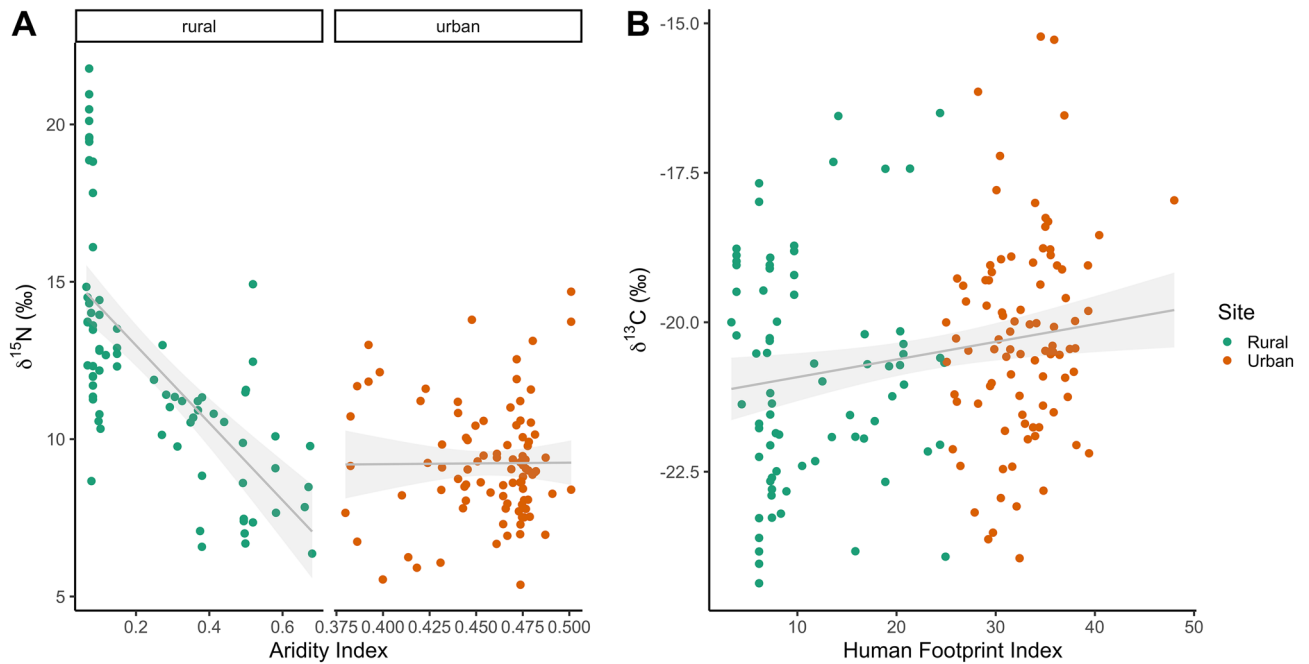 A
rural
urban
δ15N (‰)
20
15
10
5
0.2 0.4 0.6 0.375 0.400 0.425 0.450 0.475 0.500
Aridity Index
B
δ13C (‰)
-15.0
-17.5
-20.0
-22.5
10 20 30 40 50
Human Footprint Index
Site
Rural
Urban